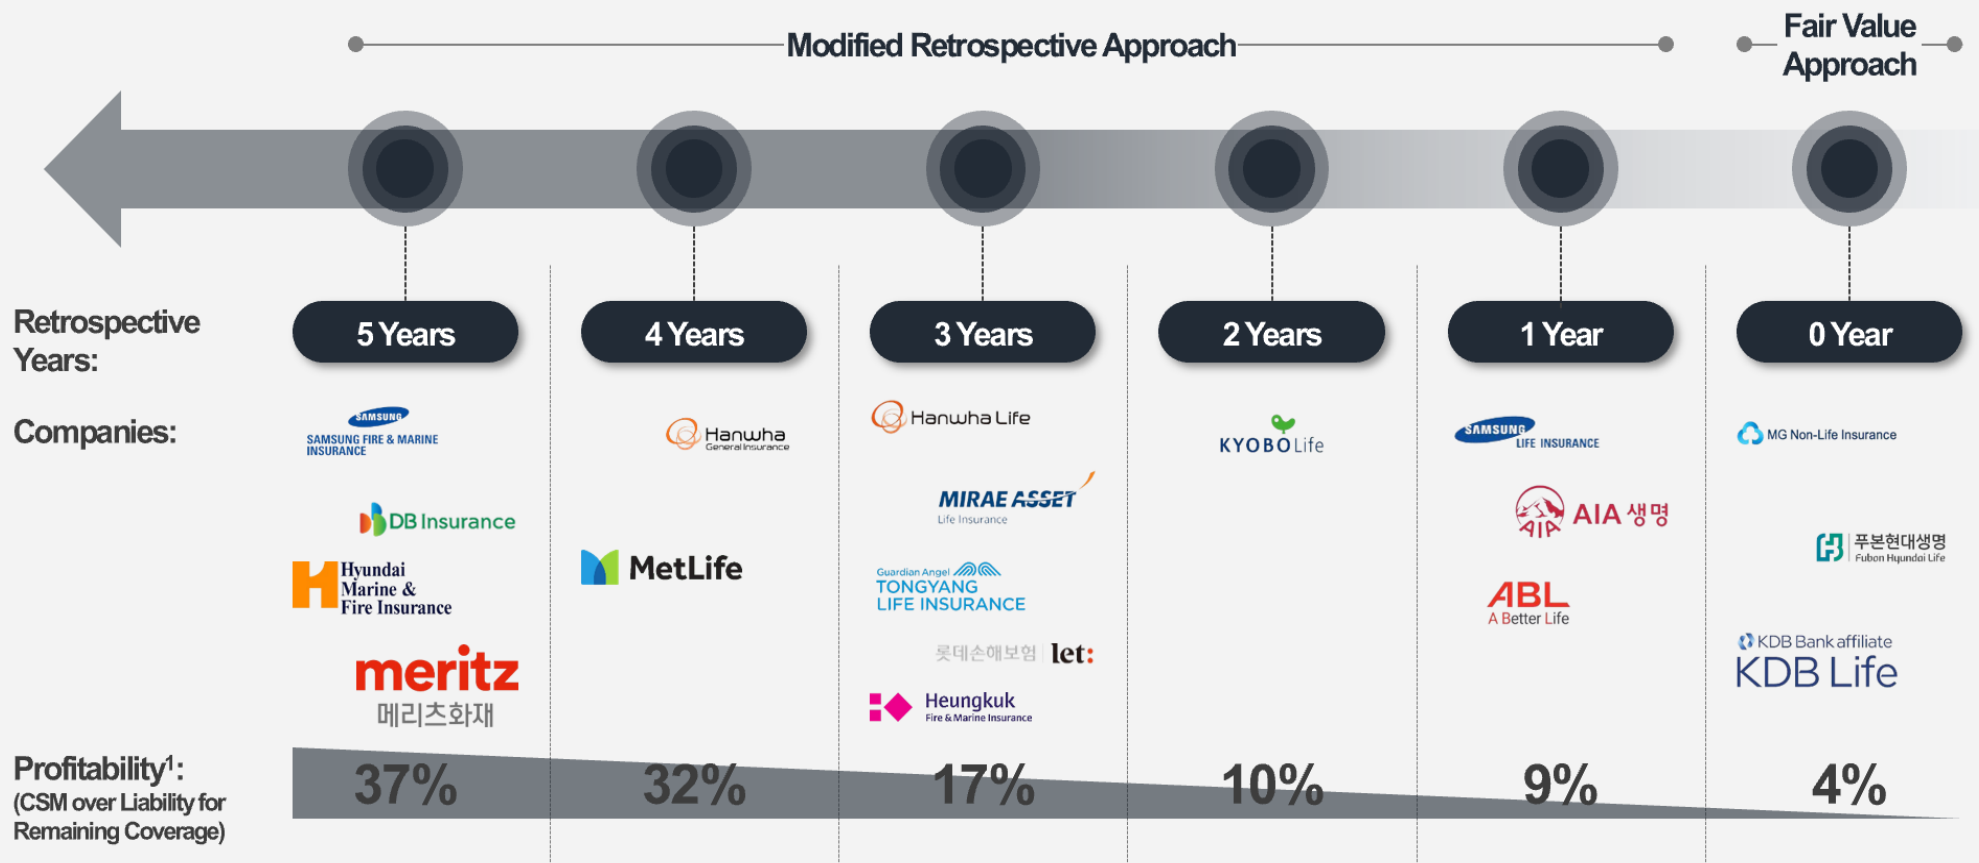 Modified Retrospective Approach
Fair Value
Approach
Retrospective
Years:
5 Years
4 Years
3 Years
2 Years
1 Year
0 Year
Companies:
SAMSUNG
SAMSUNG FIRE & MARINE
INSURANCE
DB Insurance
Hyundai
Marine &
Fire Insurance
meritz
메리츠화재
Hanwha
General Insurance
MetLife
Hanwha Life
MIRAE ASSET
Life Insurance
Guardian Angel
TONGYANG
LIFE INSURANCE
롯데손해보험 let:
Heungkuk
Fire & Marine Insurance
KYOBO Life
SAMSUNG
LIFE INSURANCE
AIA
AIA 생명
ABL
A Better Life
MG Non-Life Insurance
푸본현대생명
Fubon Hyundai Life
KDB Bank affiliate
KDB Life
Profitability¹:
(CSM over Liability for
Remaining Coverage)
37%
32%
17%
10%
9%
4%